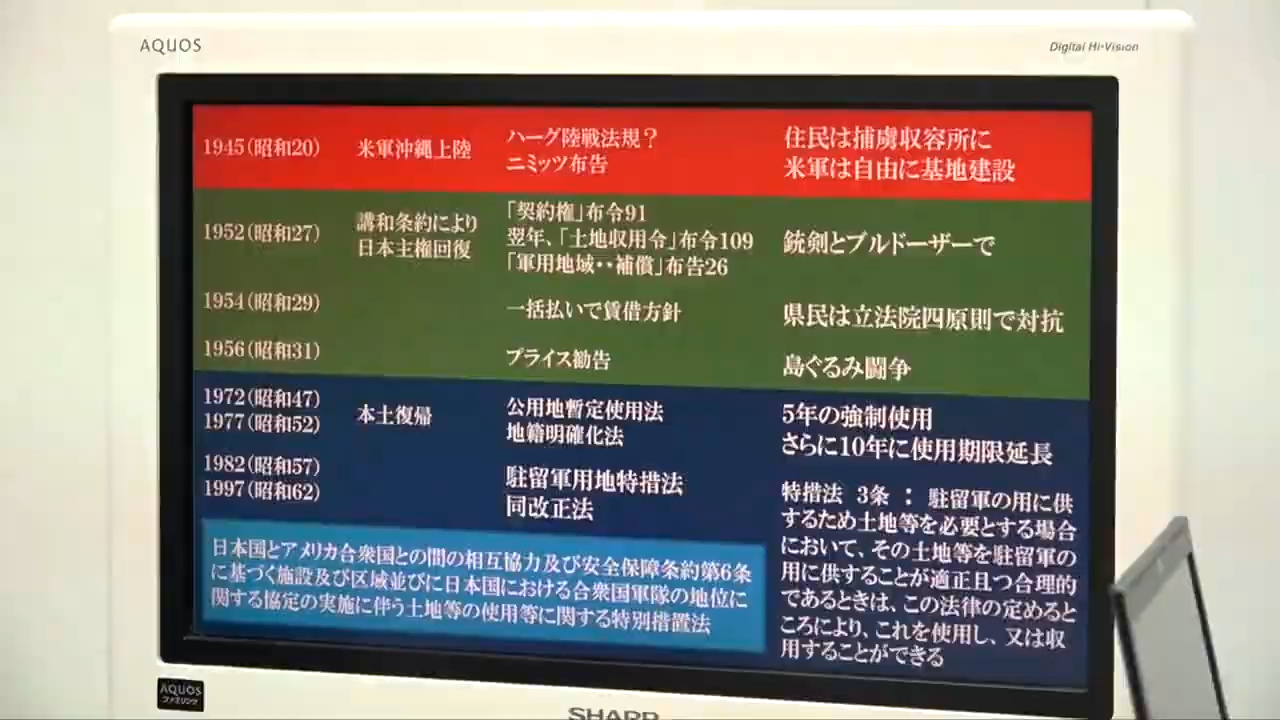 AQUOS
Digital Hi-Vision
1945(昭和20) 米軍沖縄上陸 ハーグ陸戦法規？ 住民は捕虜収容所に
ニミッツ布告 米軍は自由に基地建設
1952(昭和27) 講和条約により 「契約権」布令91
日本主権回復 翌年、「土地収用令」布令109 銃剣とブルドーザーで
「軍用地域・・補償」布告26
1954(昭和29) 一括払いで賃借方針 県民は立法院四原則で対抗
1956(昭和31) プライス勧告 島ぐるみ闘争
1972(昭和47) 本土復帰 公用地暫定使用法 5年の強制使用
1977(昭和52) 地籍明確化法 さらに10年に使用期限延長
1982(昭和57) 駐留軍用地特措法
1997(昭和62) 同改正法
特措法 3条 ： 駐留軍の用に供
するため土地等を必要とする場合
において、その土地等を駐留軍の
用に供することが適正且つ合理的
であるときは、この法律の定めると
ころにより、これを使用し、又は収
用することができる
日本国とアメリカ合衆国との間の相互協力及び安全保障条約第6条
に基づく施設及び区域並びに日本国における合衆国軍隊の地位に
関する協定の実施に伴う土地等の使用等に関する特別措置法
AQUOS
ファミリンク
SHARP